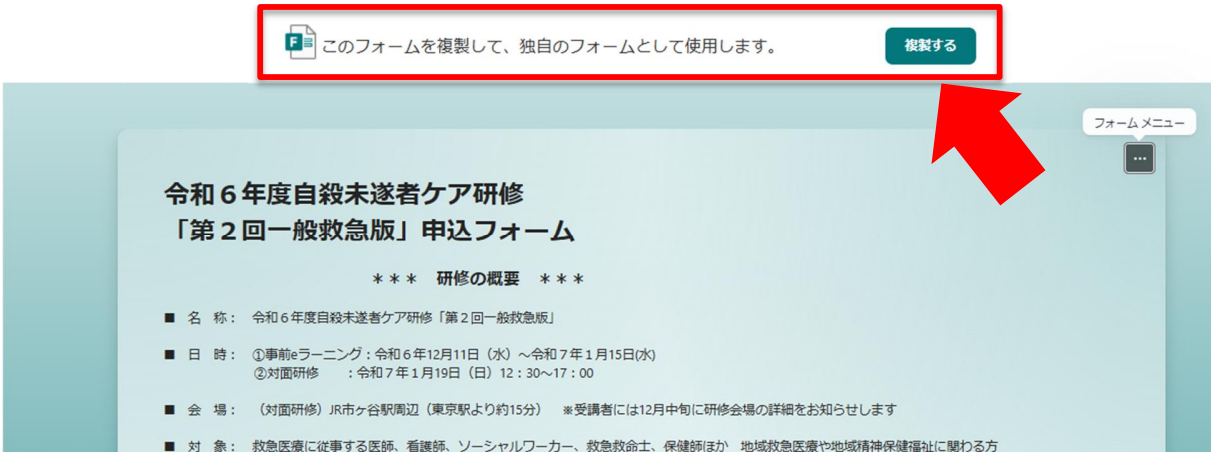 このフォームを複製して、独自のフォームとして使用します。 複製する
フォーム メニュー
令和６年度自殺未遂者ケア研修
「第２回一般救急版」申込フォーム
＊＊＊　研修の概要　＊＊＊
■　名　称：　令和６年度自殺未遂者ケア研修「第２回一般救急版」
■　日　時：　①事前eラーニング：令和６年12月11日（水）～令和７年１月15日(水)
②対面研修　　：令和７年１月19日（日）12：30～17：00
■　会　場：　（対面研修）JR市ヶ谷駅周辺（東京駅より約15分）　※受講者には12月中旬に研修会場の詳細をお知らせします
■　対　象：　救急医療に従事する医師、看護師、ソーシャルワーカー、救急救命士、保健師ほか　地域救急医療や地域精神保健福祉に関わる方